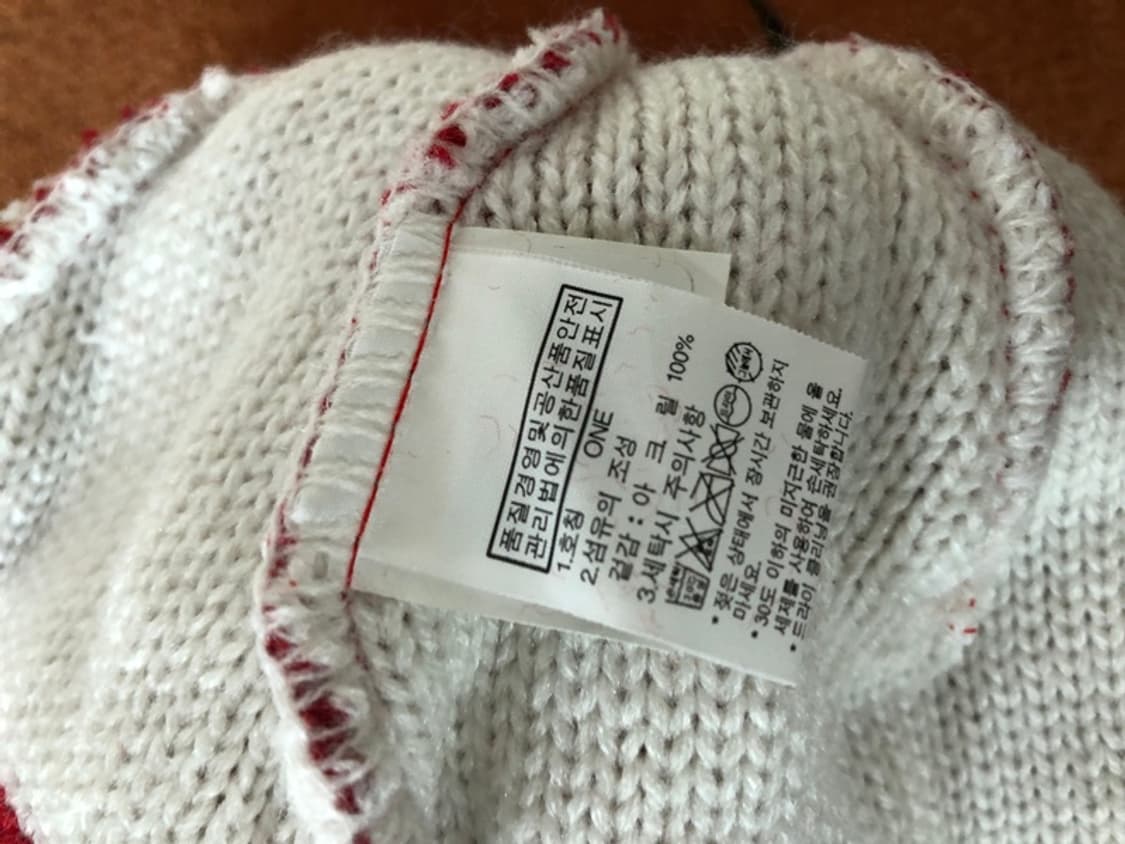 품질경영및공산품안전
관리법에의한품질표시
1.호칭 ONE
2.섬유의 조성
겉감 : 아 크 릴 100%
3.세탁시 주의사항
• 젖은 상태에서 장시간 보관하지
마세요.
• 30도 이하의 미지근한 물에 울
세제를 사용하여 손세탁하세요.
• 드라이 클리닝을 권장합니다.